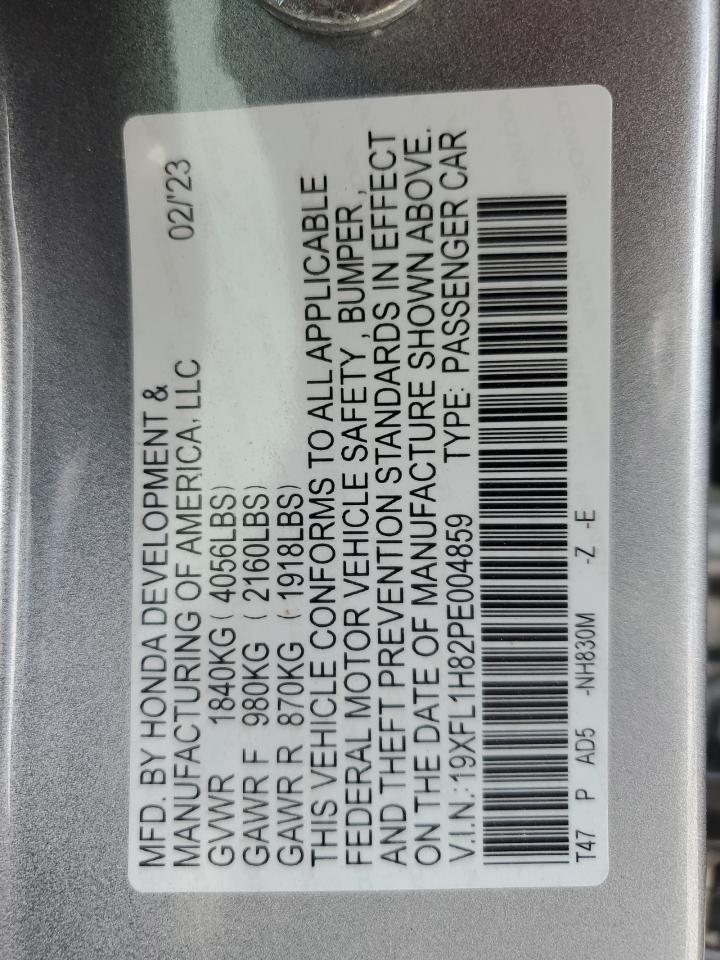 MFD. BY HONDA DEVELOPMENT &
MANUFACTURING OF AMERICA, LLC 02/'23
GVWR 1840KG ( 4056LBS)
GAWR F 980KG ( 2160LBS)
GAWR R 870KG ( 1918LBS)
THIS VEHICLE CONFORMS TO ALL APPLICABLE
FEDERAL MOTOR VEHICLE SAFETY , BUMPER ,
AND THEFT PREVENTION STANDARDS IN EFFECT
ON THE DATE OF MANUFACTURE SHOWN ABOVE.
V.I.N.: 19XFL1H82PE004859 TYPE: PASSENGER CAR
T47 P AD5 -NH830M -Z -E